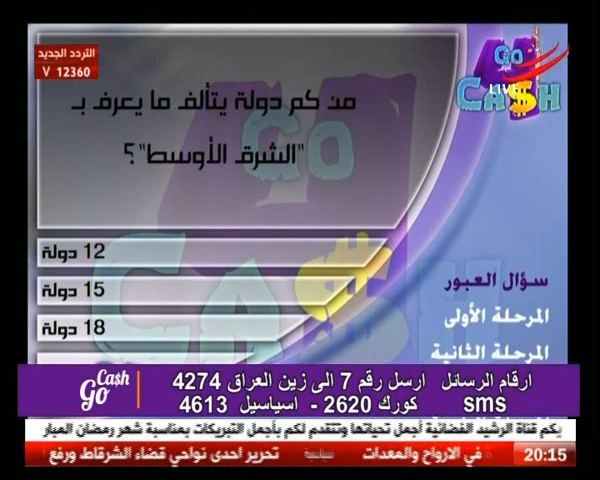 التردد الجديد
V 12360
GO
CA$H
LIVE
من كم دولة يتألف ما يعرف بـ
"الشرق الأوسط"؟
12 دولة
15 دولة
18 دولة
سؤال العبور
المرحلة الأولى
المرحلة الثانية
Cash
Go
ارقام الرسائل ارسل رقم 7 الى زين العراق 4274
sms كورك 2620 - اسياسيل 4613
يكم قناة الرشيد الفضائية أجمل تحياتها وتتقدم لكم بأجمل التبريكات بمناسبة شهر رمضان المبار
20:15 في الارواح والمعدات سياسية تحرير احدى نواحي قضاء الشرقاط ورفع